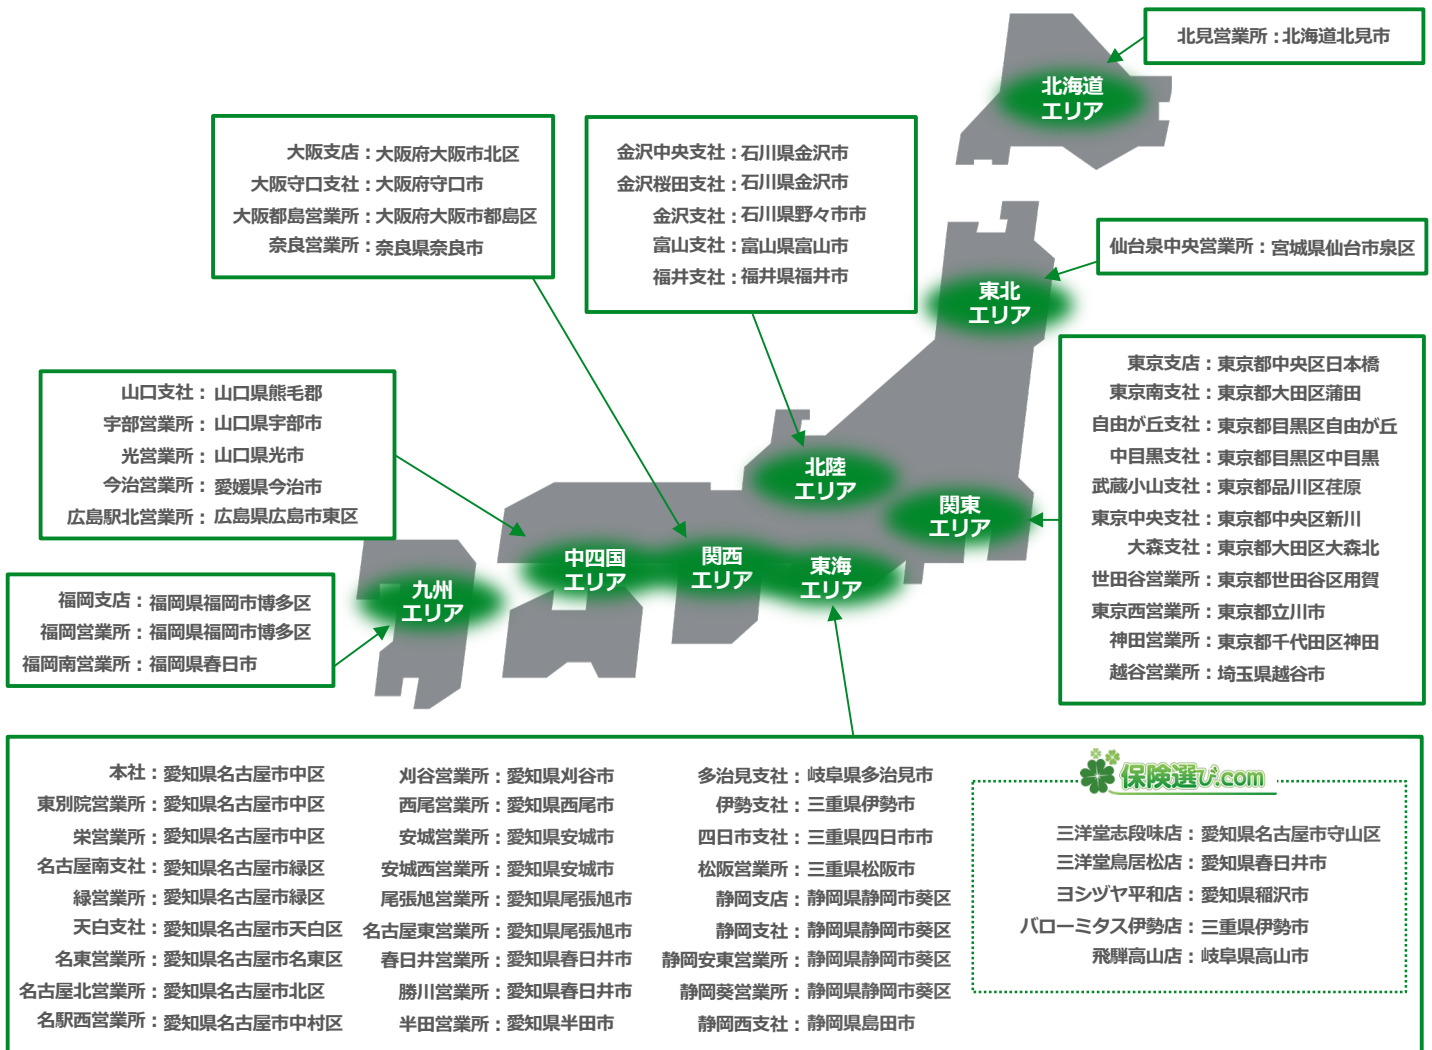 北見営業所：北海道北見市
北海道
エリア
大阪支店：大阪府大阪市北区
大阪守口支社：大阪府守口市
大阪都島営業所：大阪府大阪市都島区
奈良営業所：奈良県奈良市
金沢中央支社：石川県金沢市
金沢桜田支社：石川県金沢市
金沢支社：石川県野々市市
富山支社：富山県富山市
福井支社：福井県福井市
仙台泉中央営業所：宮城県仙台市泉区
東北
エリア
東京支店：東京都中央区日本橋
東京南支社：東京都大田区蒲田
自由が丘支社：東京都目黒区自由が丘
中目黒支社：東京都目黒区中目黒
武蔵小山支社：東京都品川区荏原
東京中央支社：東京都中央区新川
大森支社：東京都大田区大森北
世田谷営業所：東京都世田谷区用賀
東京西営業所：東京都立川市
神田営業所：東京都千代田区神田
越谷営業所：埼玉県越谷市
山口支社：山口県熊毛郡
宇部営業所：山口県宇部市
光営業所：山口県光市
今治営業所：愛媛県今治市
広島駅北営業所：広島県広島市東区
北陸
エリア
関東
エリア
中四国
エリア
関西
エリア
東海
エリア
九州
エリア
福岡支店：福岡県福岡市博多区
福岡営業所：福岡県福岡市博多区
福岡南営業所：福岡県春日市
本社：愛知県名古屋市中区
東別院営業所：愛知県名古屋市中区
栄営業所：愛知県名古屋市中区
名古屋南支社：愛知県名古屋市緑区
緑営業所：愛知県名古屋市緑区
天白支社：愛知県名古屋市天白区
名東営業所：愛知県名古屋市名東区
名古屋北営業所：愛知県名古屋市北区
名駅西営業所：愛知県名古屋市中村区
刈谷営業所：愛知県刈谷市
西尾営業所：愛知県西尾市
安城営業所：愛知県安城市
安城西営業所：愛知県安城市
尾張旭営業所：愛知県尾張旭市
名古屋東営業所：愛知県尾張旭市
春日井営業所：愛知県春日井市
勝川営業所：愛知県春日井市
半田営業所：愛知県半田市
多治見支社：岐阜県多治見市
伊勢支社：三重県伊勢市
四日市支社：三重県四日市市
松阪営業所：三重県松阪市
静岡支店：静岡県静岡市葵区
静岡支社：静岡県静岡市葵区
静岡安東営業所：静岡県静岡市葵区
静岡葵営業所：静岡県静岡市葵区
静岡西支社：静岡県島田市
保険選び.com
三洋堂志段味店：愛知県名古屋市守山区
三洋堂鳥居松店：愛知県春日井市
ヨシヅヤ平和店：愛知県稲沢市
バローミタス伊勢店：三重県伊勢市
飛騨高山店：岐阜県高山市